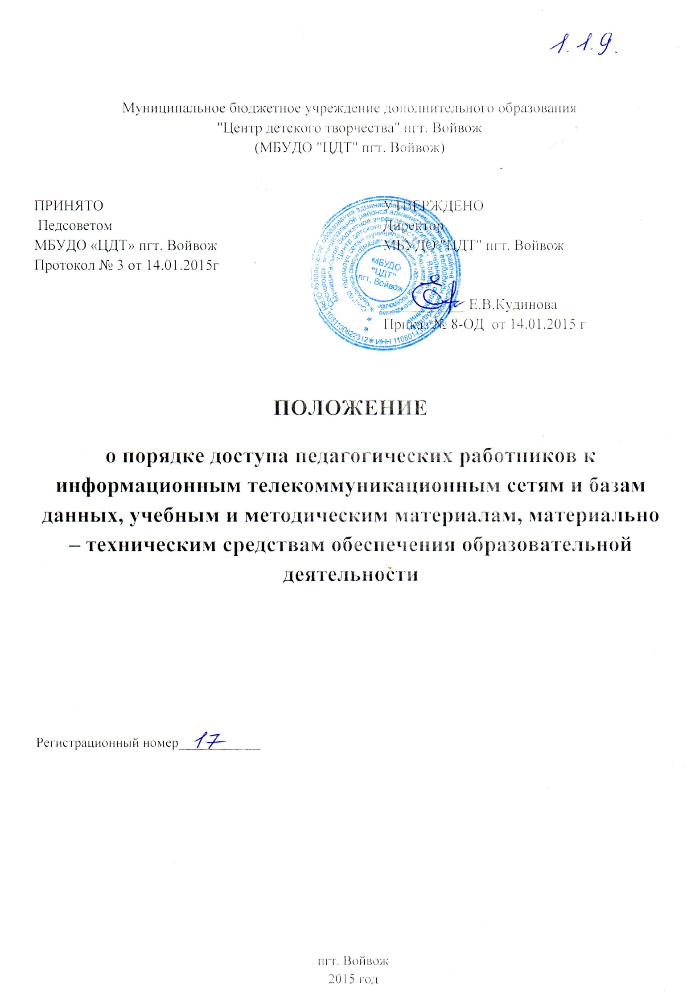 1.1.9.
Муниципальное бюджетное учреждение дополнительного образования
"Центр детского творчества" пгт. Войвож
(МБУДО "ЦДТ" пгт. Войвож)
ПРИНЯТО
Педсоветом
МБУДО «ЦДТ» пгт. Войвож
Протокол № 3 от 14.01.2015г
УТВЕРЖДЕНО
Директор
МБУДО "ЦДТ" пгт. Войвож
Е.В.Кудинова
Приказ № 8-ОД от 14.01.2015 г
МБУДО
"ЦДТ"
пгт. Войвож
ОГРН 1031100822312 * ИНН 1108014353 *
ПОЛОЖЕНИЕ
о порядке доступа педагогических работников к
информационным телекоммуникационным сетям и базам
данных, учебным и методическим материалам, материально
– техническим средствам обеспечения образовательной
деятельности
Регистрационный номер 17
пгт. Войвож
2015 год